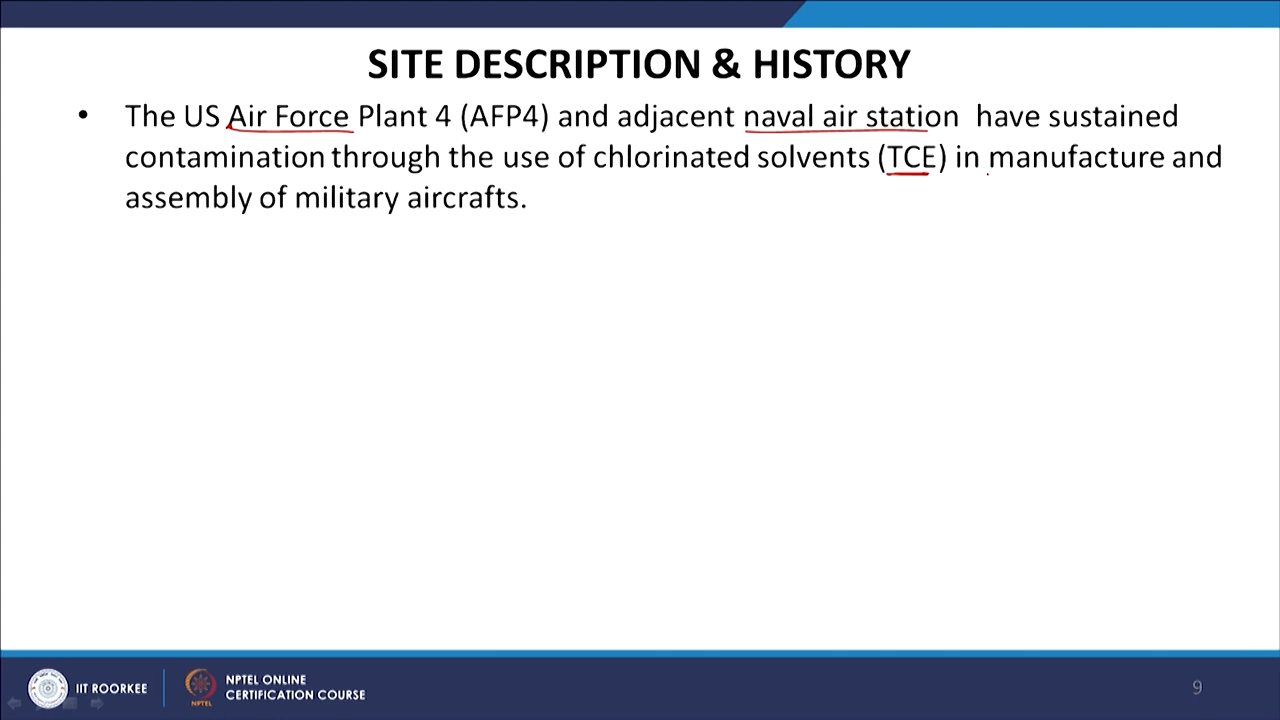 SITE DESCRIPTION & HISTORY
• The US Air Force Plant 4 (AFP4) and adjacent naval air station have sustained
contamination through the use of chlorinated solvents (TCE) in manufacture and
assembly of military aircrafts.
IIT ROORKEE
NPTEL
NPTEL ONLINE
CERTIFICATION COURSE
9